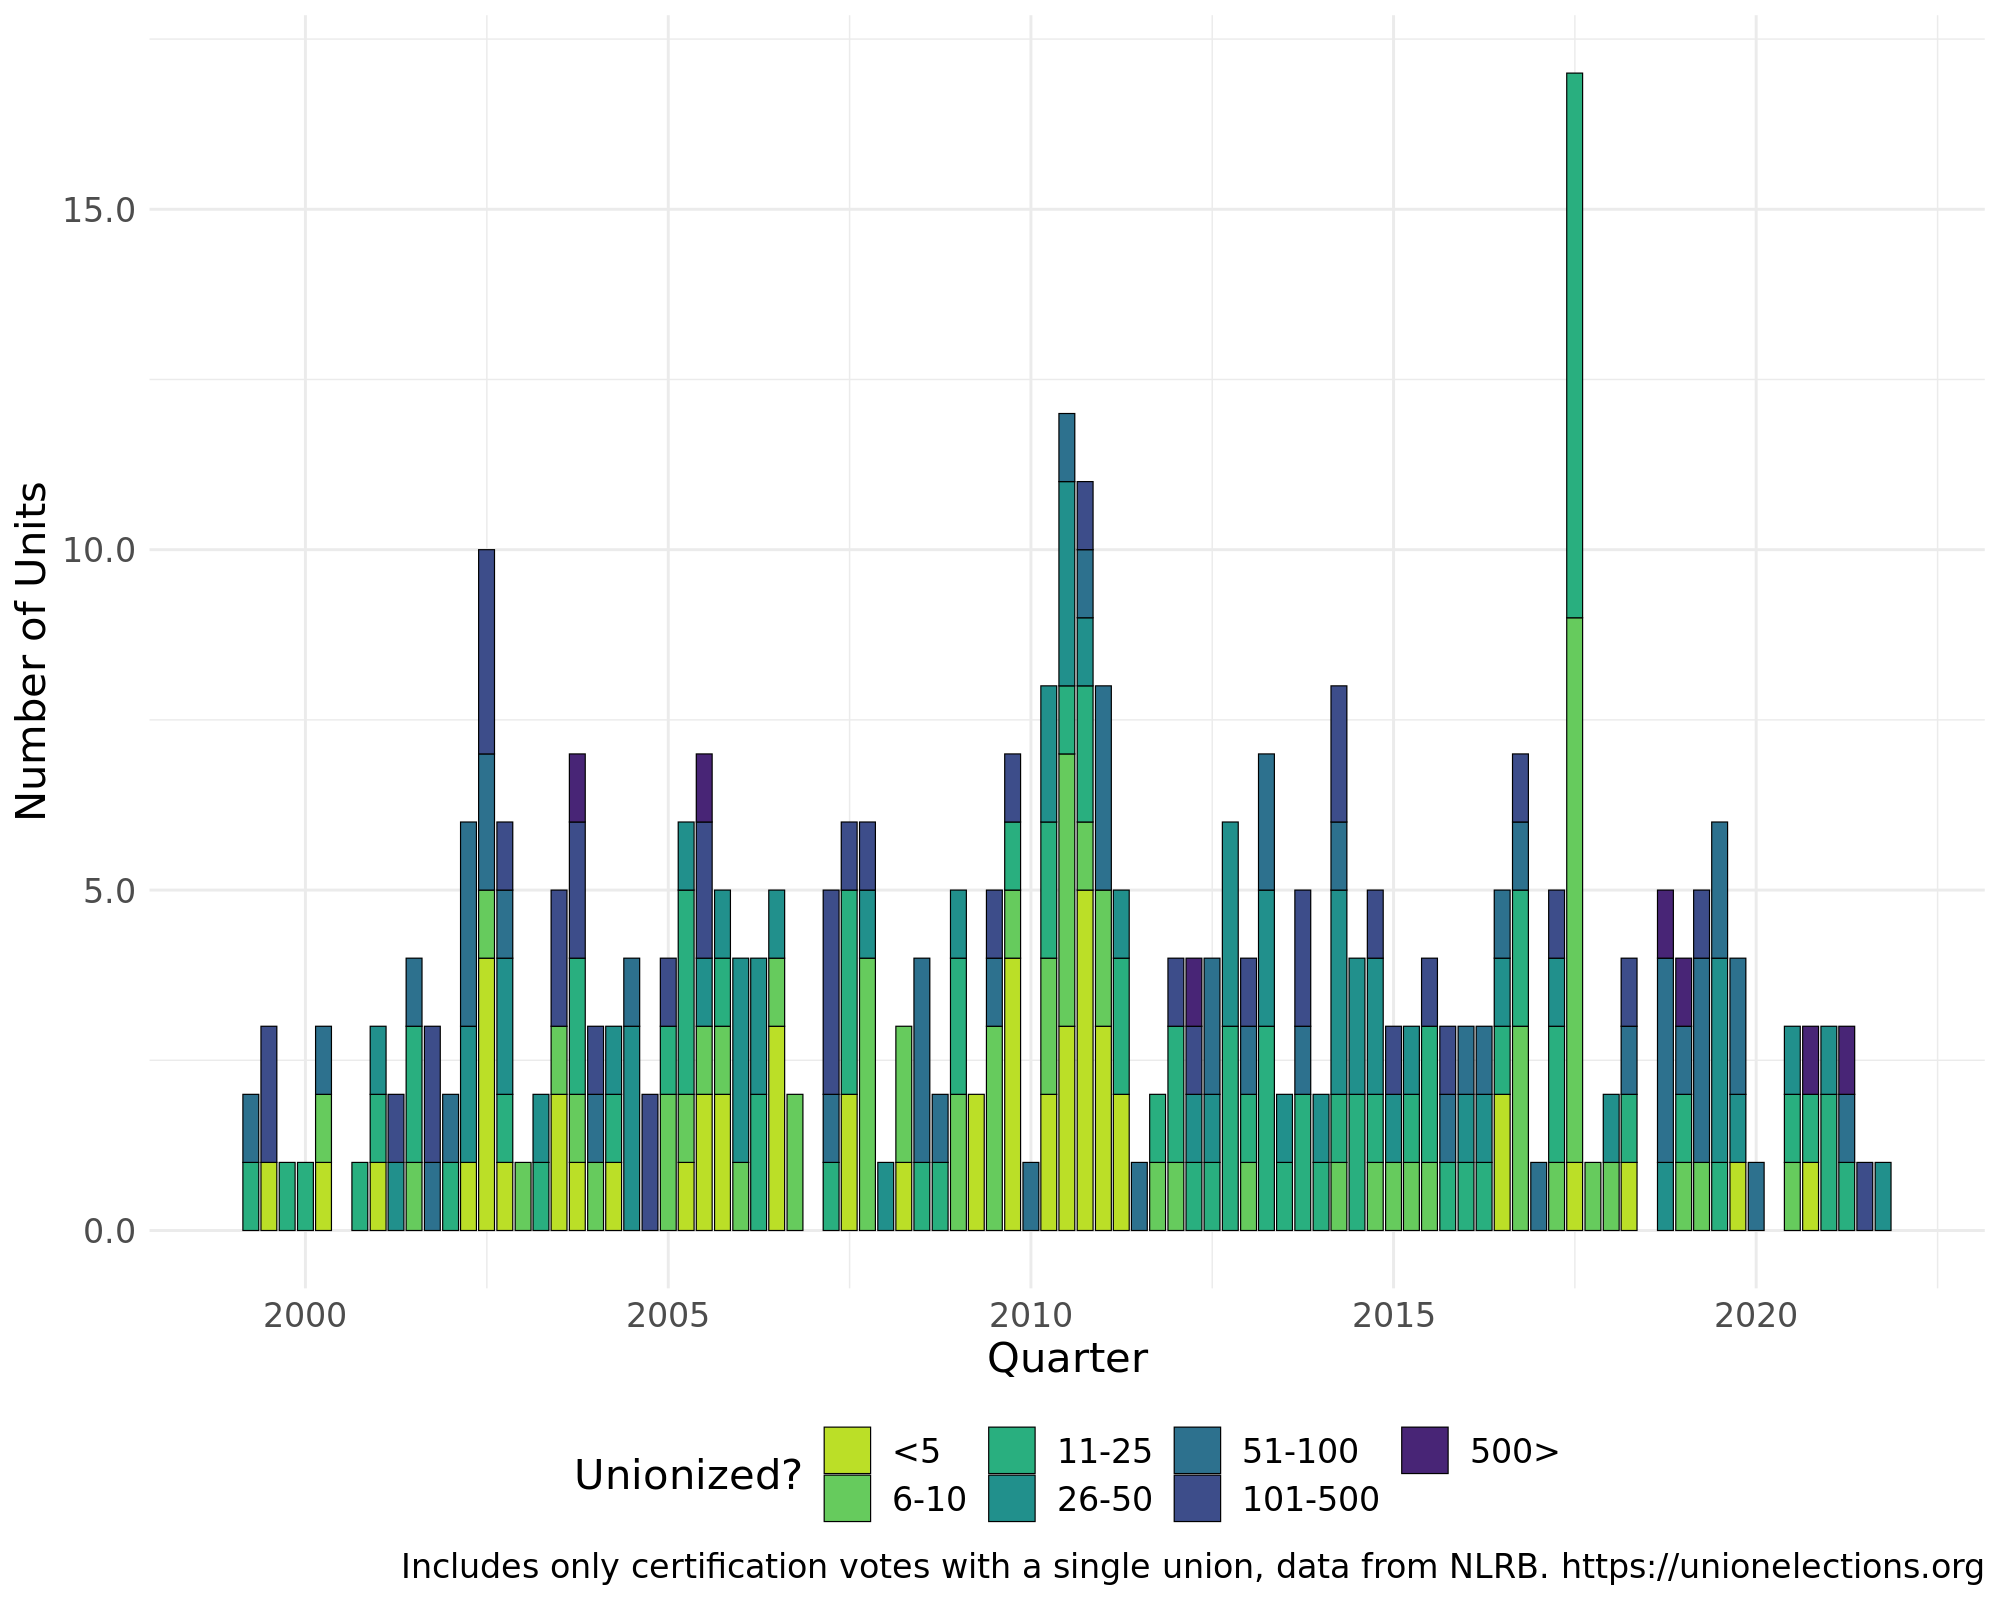 15.0
10.0
5.0
0.0
Number of Units
2000 2005 2010 2015 2020
Quarter
Unionized?
<5 11-25 51-100 500>
6-10 26-50 101-500
Includes only certification votes with a single union, data from NLRB. https://unionelections.org